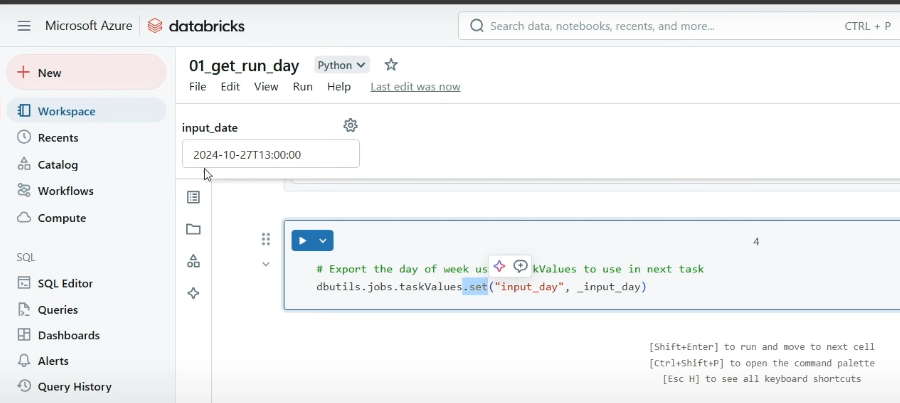 Microsoft Azure databricks
Search data, notebooks, recents, and more... CTRL + P
New
Workspace
Recents
Catalog
Workflows
Compute
SQL
SQL Editor
Queries
Dashboards
Alerts
Query History
01_get_run_day Python
File Edit View Run Help Last edit was now
input_date
2024-10-27T13:00:00
4
# Export the day of week us kValues to use in next task
dbutils.jobs.taskValues.set("input_day", _input_day)
[Shift+Enter] to run and move to next cell
[Ctrl+Shift+P] to open the command palette
[Esc H] to see all keyboard shortcuts